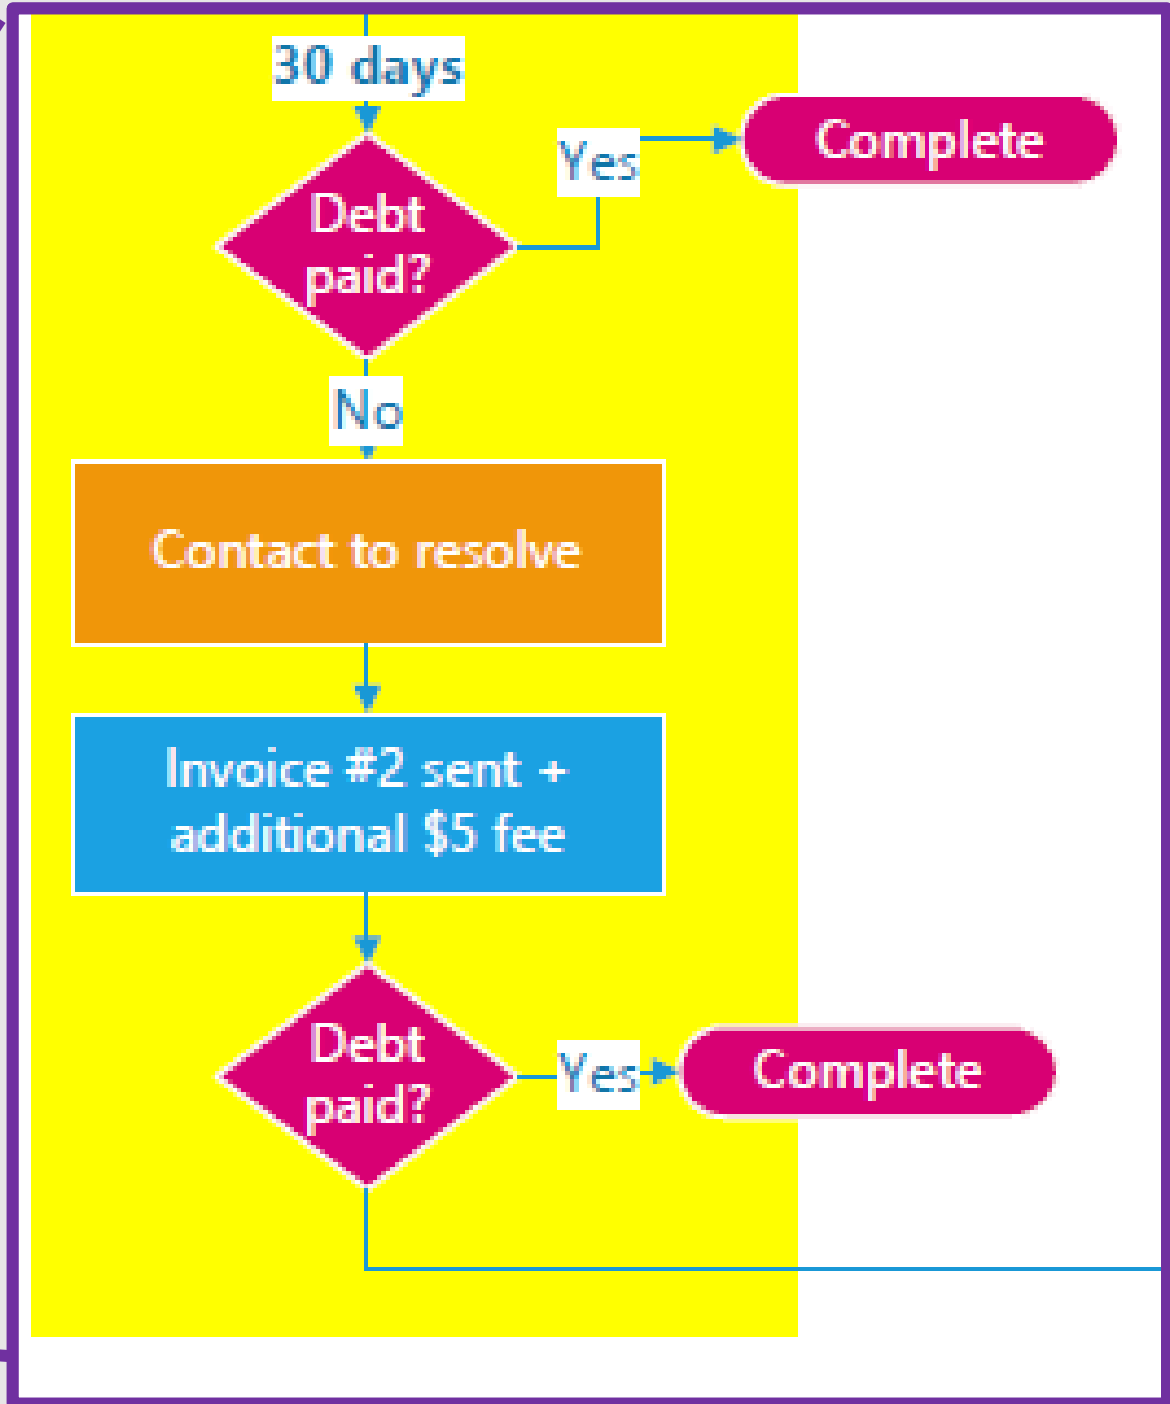 30 days
Debt
paid?
Yes
Complete
No
Contact to resolve
Invoice #2 sent +
additional $5 fee
Debt
paid?
Yes
Complete